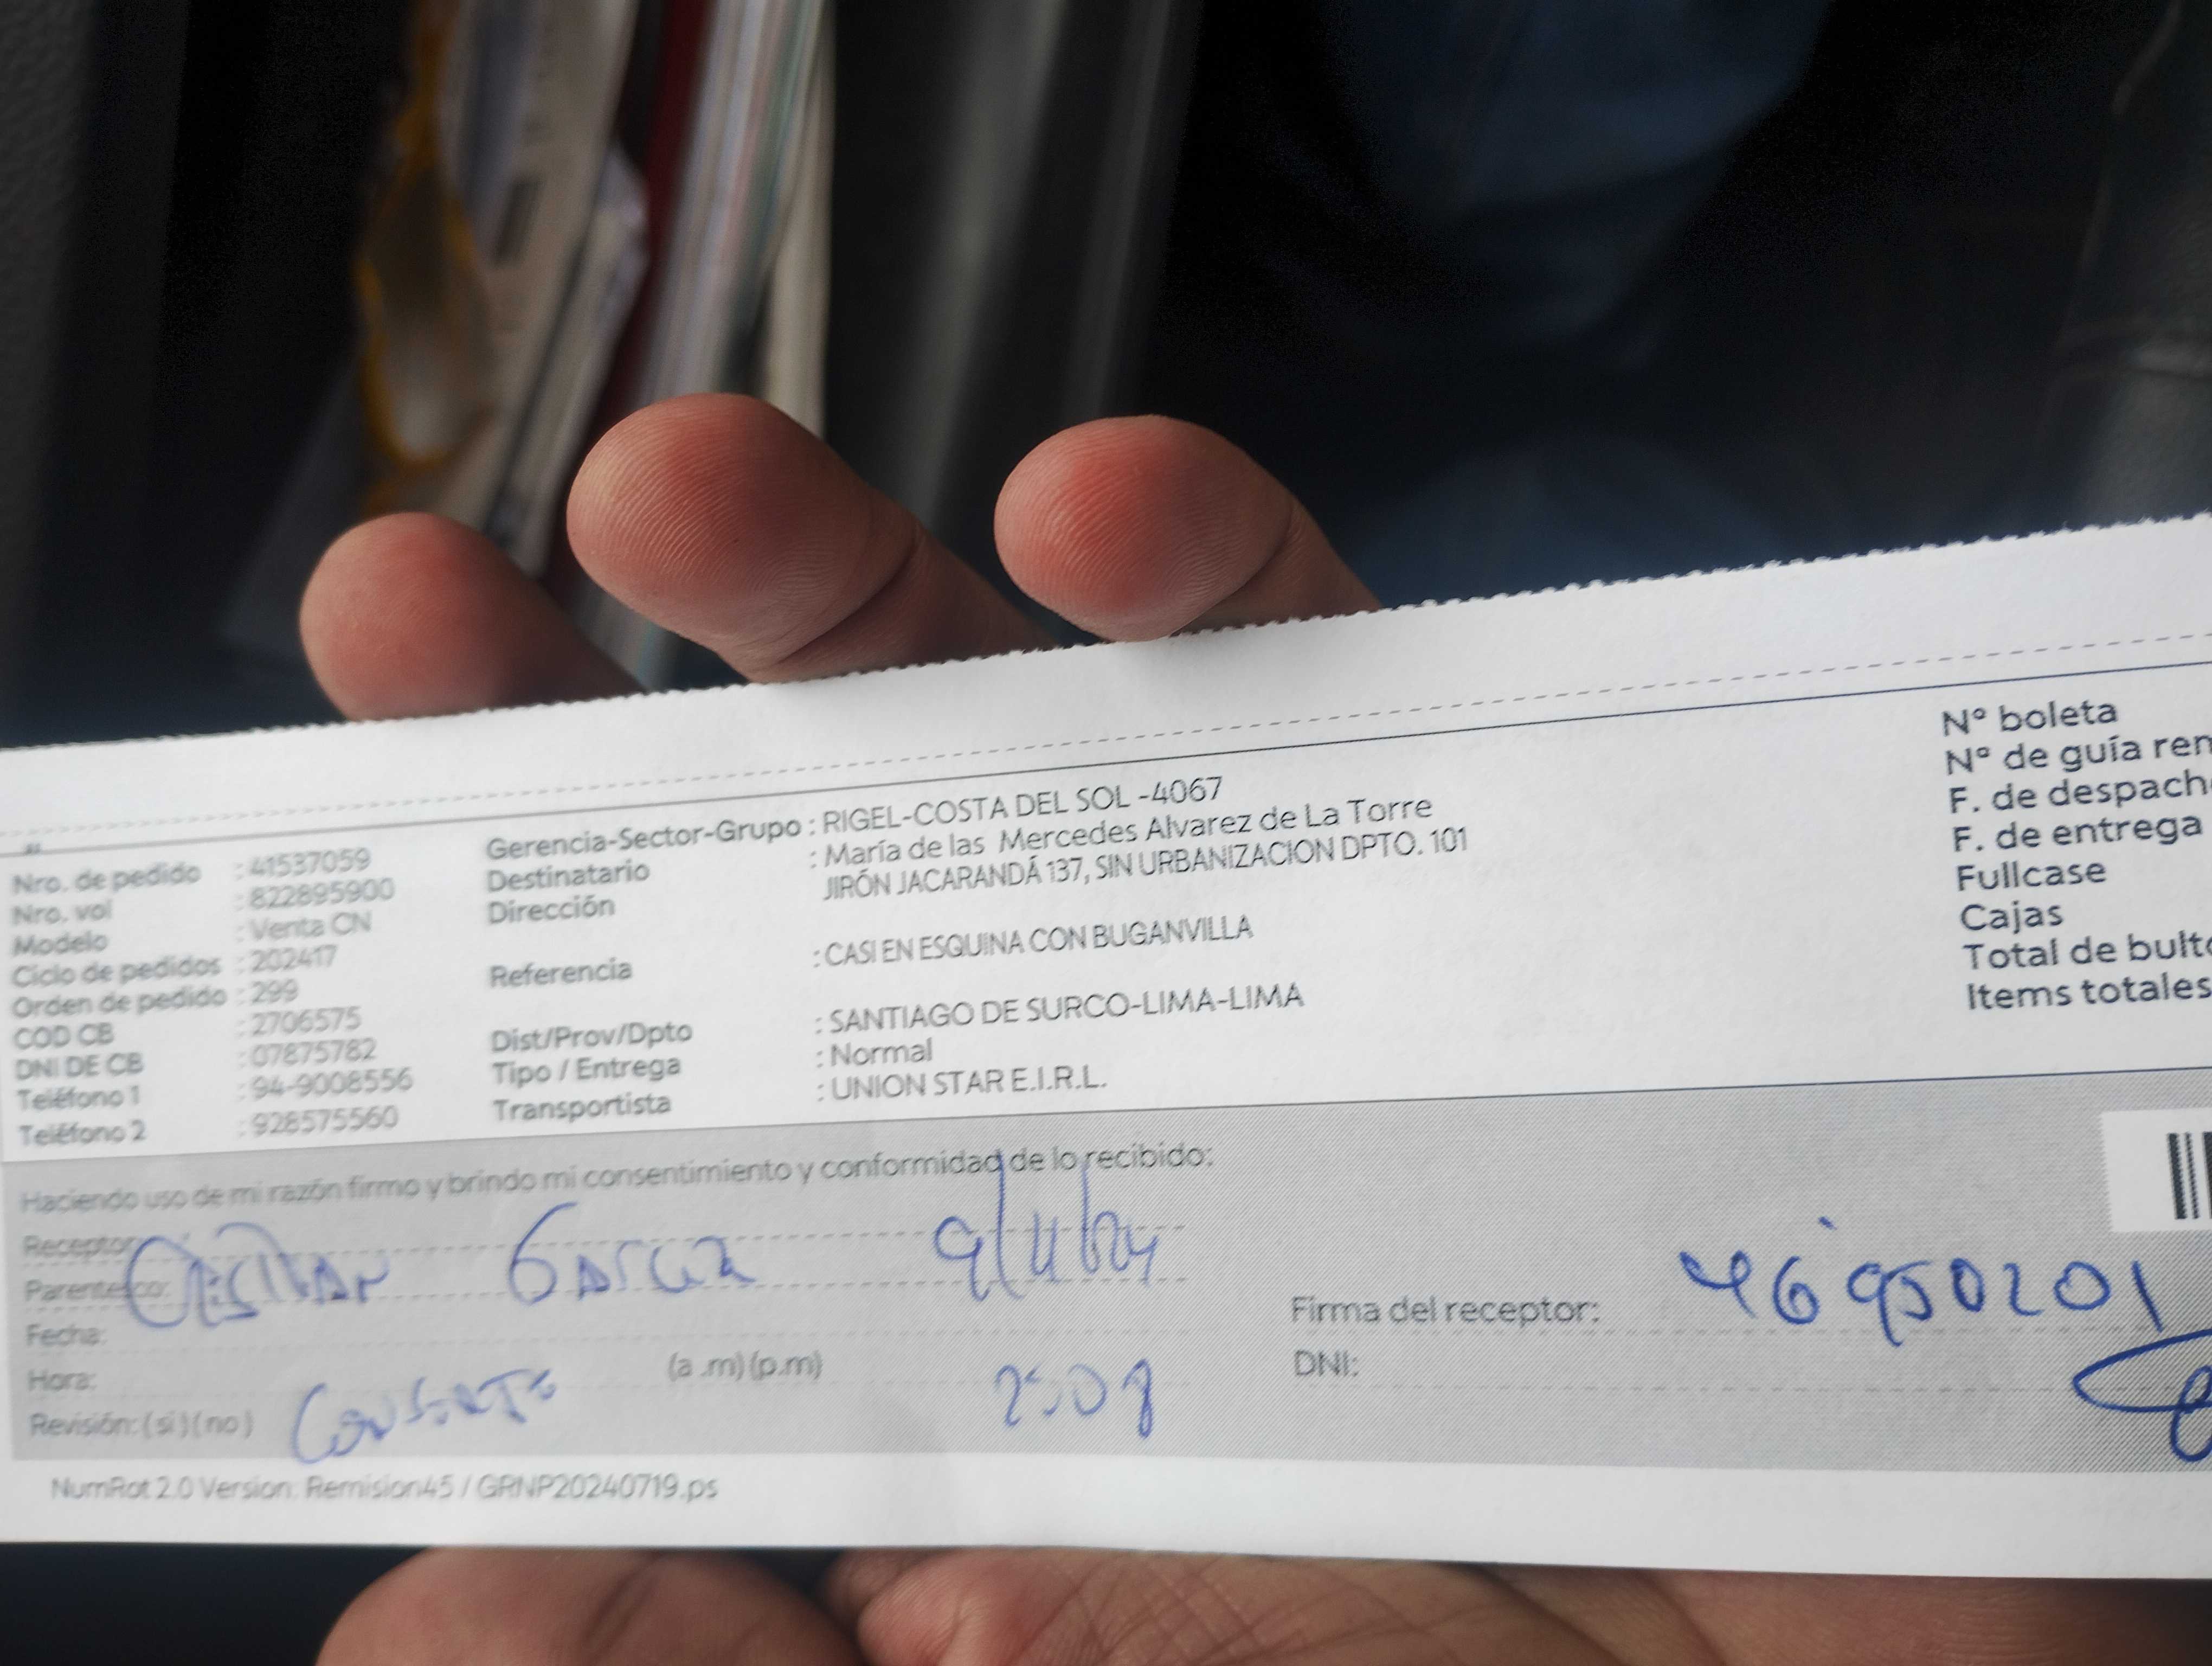 Nro. de pedido : 41537059
Nro. vol : 822895900
Modelo : Venta CN
Ciclo de pedidos : 202417
Orden de pedido : 299
COD CB : 2706575
DNI DE CB : 07875782
Teléfono 1 : 94-9008556
Teléfono 2 : 928575560
Gerencia-Sector-Grupo : RIGEL-COSTA DEL SOL -4067
Destinatario : María de las Mercedes Alvarez de La Torre
Dirección JIRÓN JACARANDÁ 137, SIN URBANIZACION DPTO. 101
Referencia : CASI EN ESQUINA CON BUGANVILLA
Dist/Prov/Dpto : SANTIAGO DE SURCO-LIMA-LIMA
Tipo / Entrega : Normal
Transportista : UNION STAR E.I.R.L.
N° boleta
N° de guía rem
F. de despach
F. de entrega
Fullcase
Cajas
Total de bulto
Items totales
Haciendo uso de mi razón firmo y brindo mi consentimiento y conformidad de lo recibido:
Receptor:
Parentesco: Garcia 9/11/24
Fecha:
Hora: (a .m) (p.m)
Revisión: ( si ) ( no )
Firma del receptor: 46950201
DNI:
NumRot 2.0 Version: Remision45 / GRNP20240719.ps